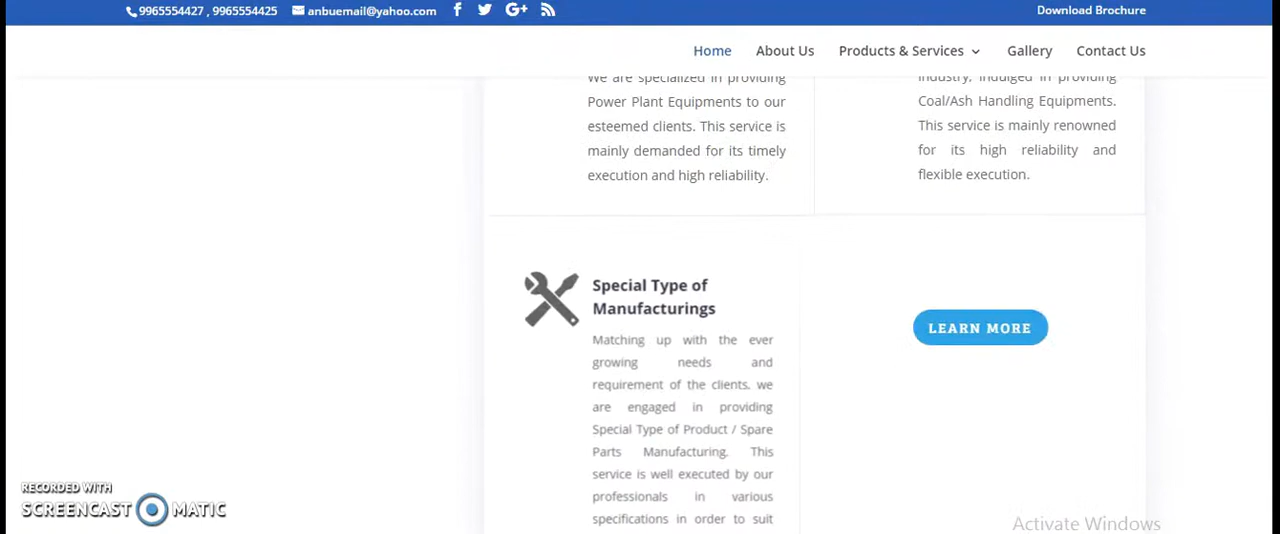 9965554427 , 9965554425 anbuemail@yahoo.com Download Brochure
Home About Us Products & Services Gallery Contact Us
We are specialized in providing
Power Plant Equipments to our
esteemed clients. This service is
mainly demanded for its timely
execution and high reliability.
industry, indulged in providing
Coal/Ash Handling Equipments.
This service is mainly renowned
for its high reliability and
flexible execution.
Special Type of
Manufacturings
Matching up with the ever
growing needs and
requirement of the clients, we
are engaged in providing
Special Type of Product / Spare
Parts Manufacturing. This
service is well executed by our
professionals in various
specifications in order to suit
LEARN MORE
RECORDED WITH
SCREENCAST MATIC
Activate Windows